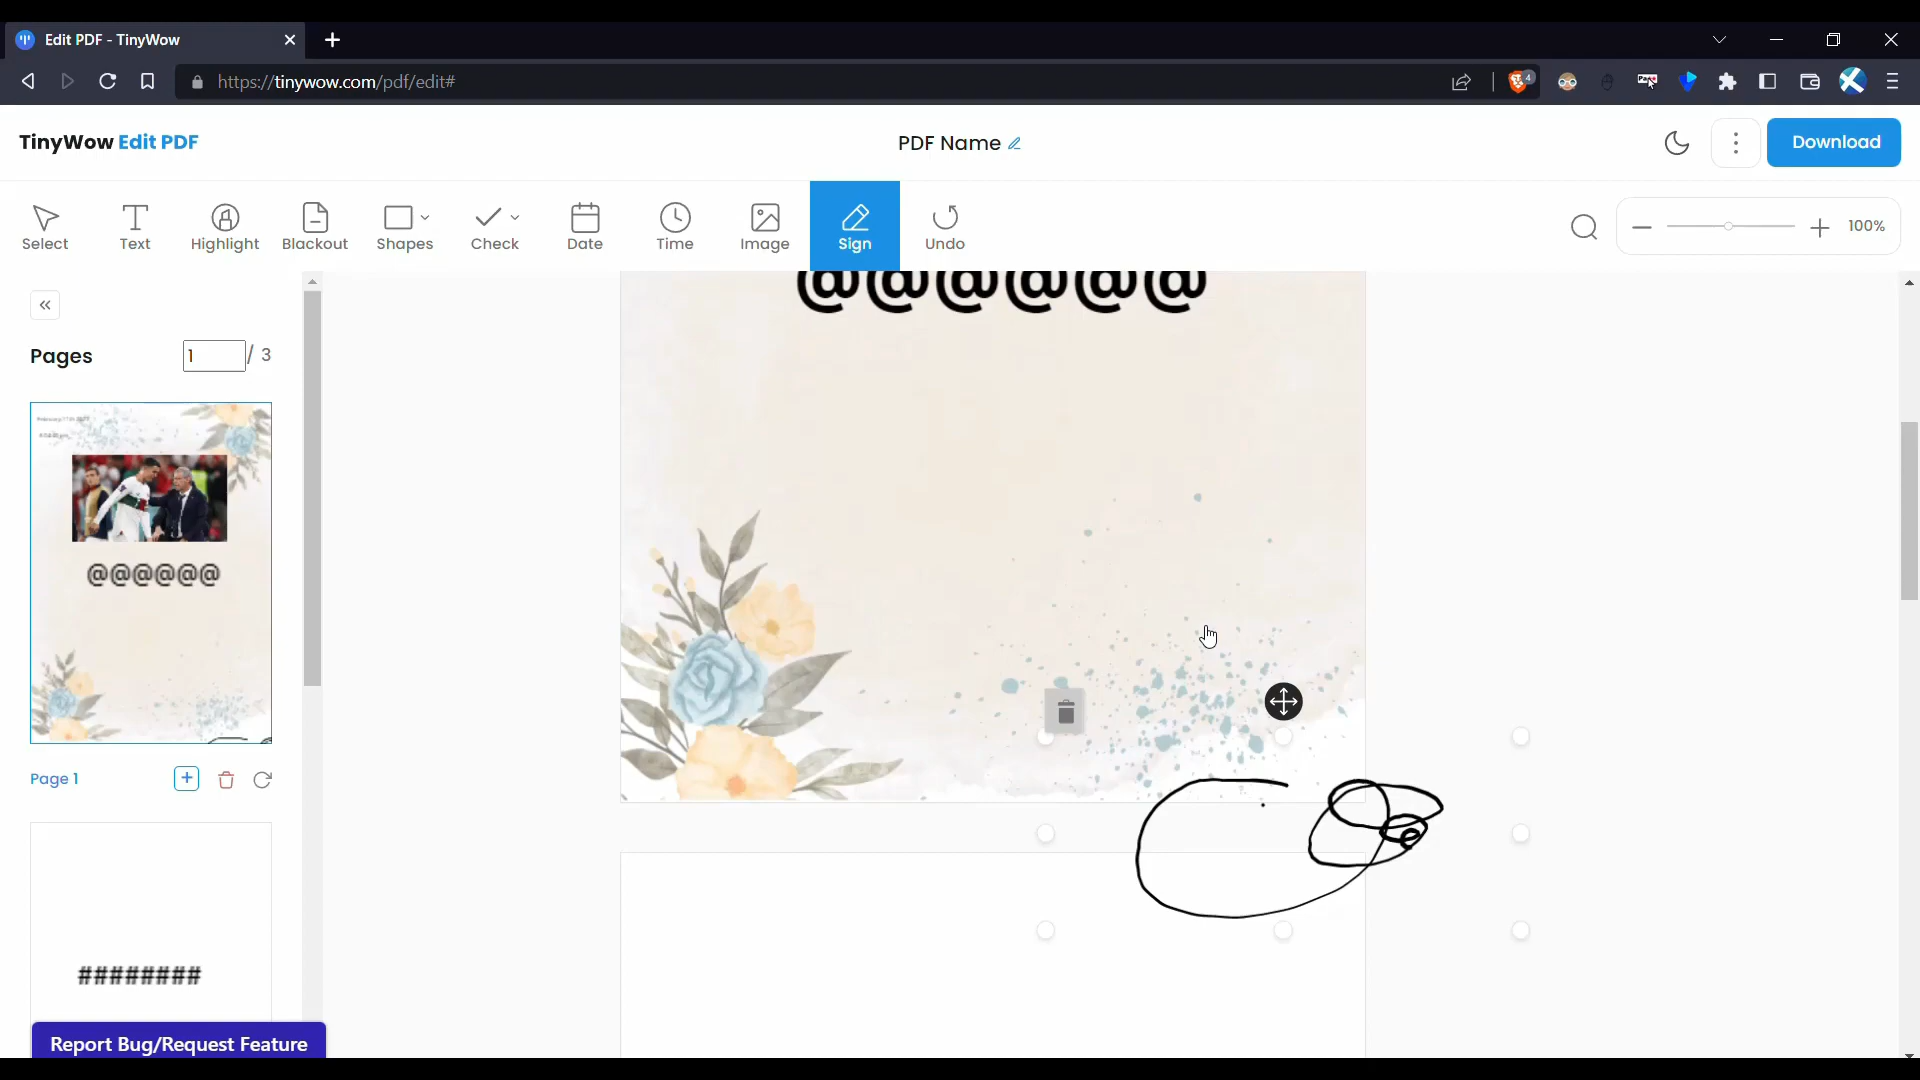 Edit PDF - TinyWow
https://tinywow.com/pdf/edit#
4
TinyWow Edit PDF
PDF Name
Download
Select
Text
Highlight
Blackout
Shapes
Check
Date
Time
Image
Sign
Undo
100%
Pages
1 / 3
@@@@@@
@@@@@@
Page 1
########
Report Bug/Request Feature